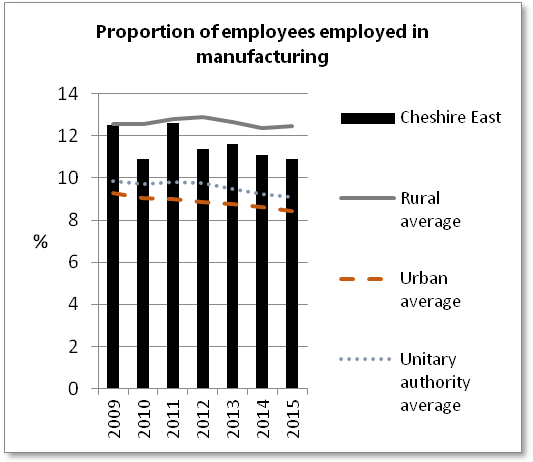 Proportion of employees employed in
manufacturing
14
12
10
8
6
4
2
0
%
2009
2010
2011
2012
2013
2014
2015
Cheshire East
Rural
average
Urban
average
Unitary
authority
average